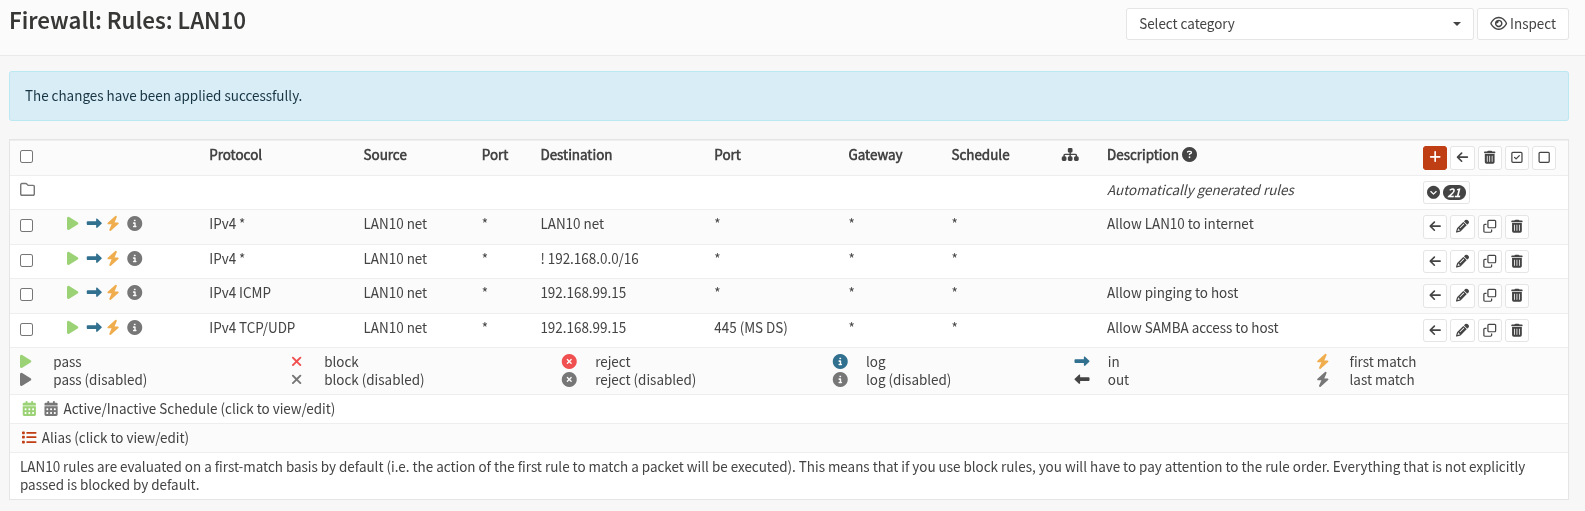 Firewall: Rules: LAN10
Select category
Inspect
The changes have been applied successfully.
Protocol Source Port Destination Port Gateway Schedule Description
Automatically generated rules 21
IPv4 * LAN10 net * LAN10 net * * * Allow LAN10 to internet
IPv4 * LAN10 net * ! 192.168.0.0/16 * * *
IPv4 ICMP LAN10 net * 192.168.99.15 * * * Allow pinging to host
IPv4 TCP/UDP LAN10 net * 192.168.99.15 445 (MS DS) * * Allow SAMBA access to host
pass block reject log in first match
pass (disabled) block (disabled) reject (disabled) log (disabled) out last match
Active/Inactive Schedule (click to view/edit)
Alias (click to view/edit)
LAN10 rules are evaluated on a first-match basis by default (i.e. the action of the first rule to match a packet will be executed). This means that if you use block rules, you will have to pay attention to the rule order. Everything that is not explicitly
passed is blocked by default.